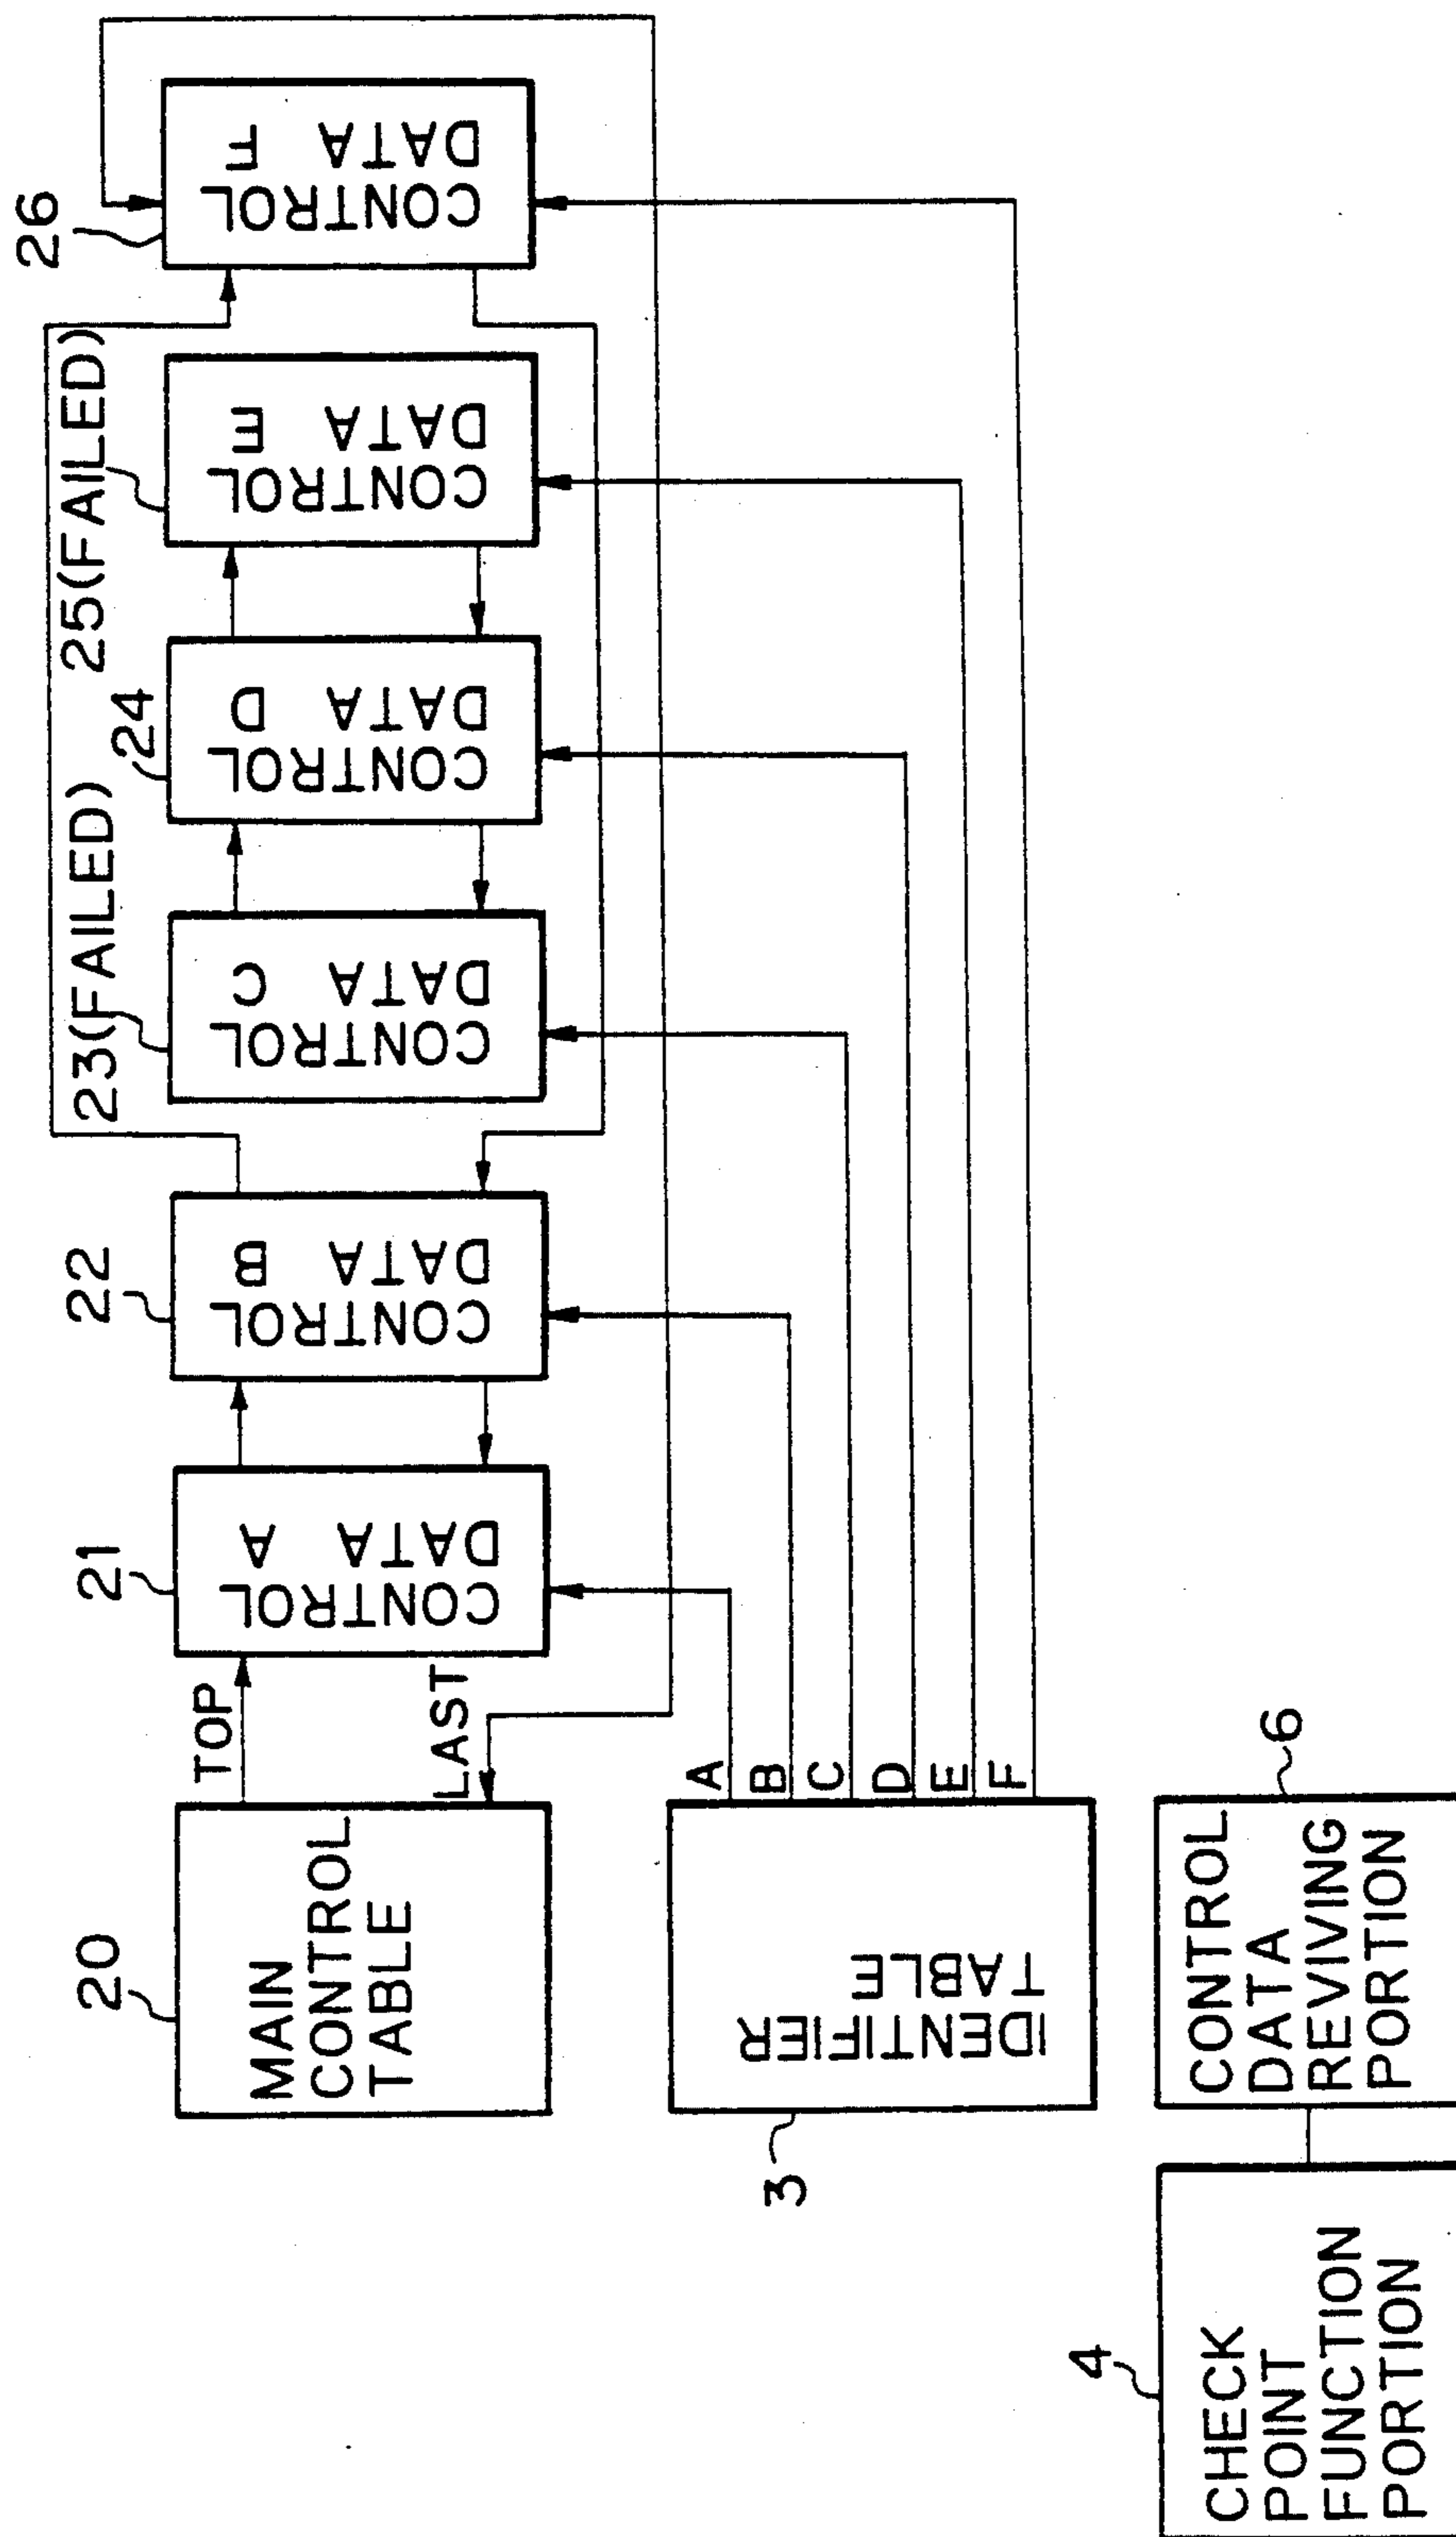 20
MAIN
CONTROL
TABLE
TOP
LAST
21
CONTROL
DATA A
22
CONTROL
DATA B
23(FAILED)
CONTROL
DATA C
24
CONTROL
DATA D
25(FAILED)
CONTROL
DATA E
26
CONTROL
DATA F
3
IDENTIFIER
TABLE
A
B
C
D
E
F
4
CHECK
POINT
FUNCTION
PORTION
6
CONTROL
DATA
REVIVING
PORTION